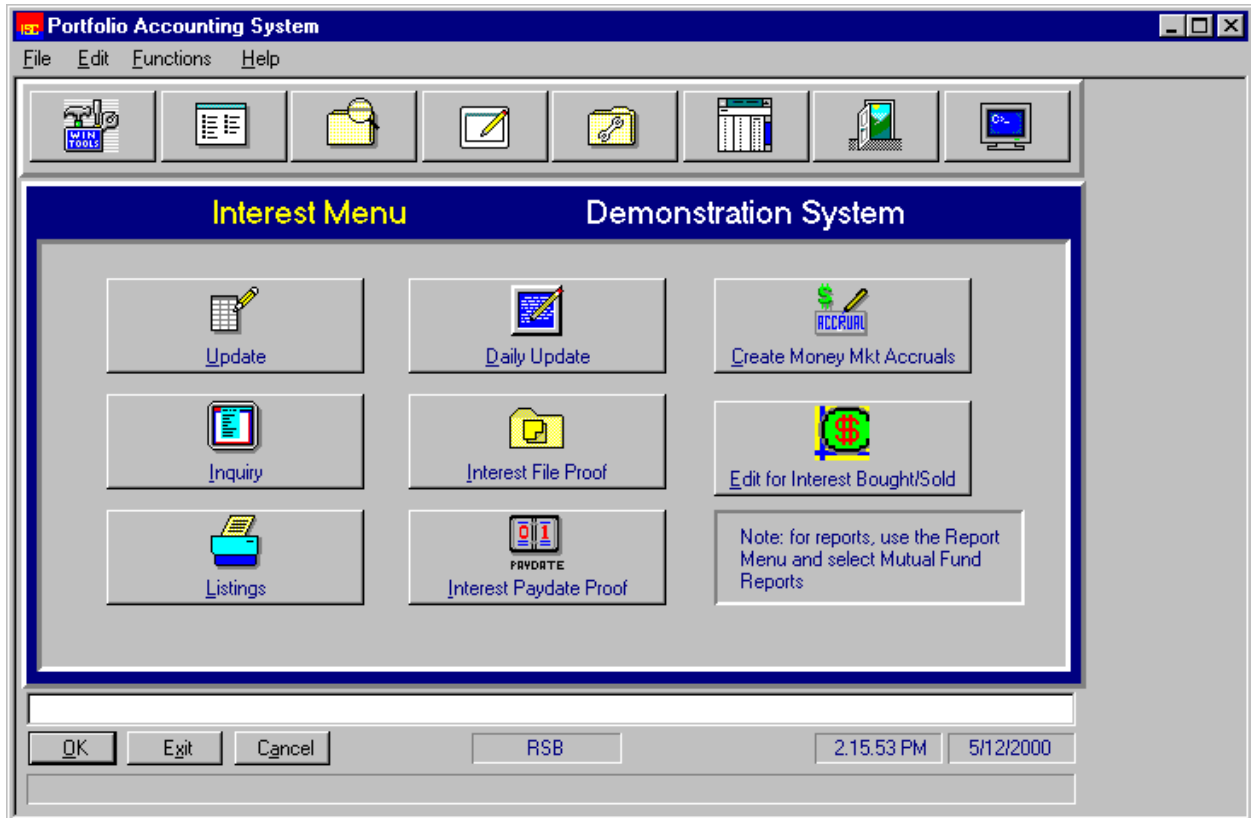 ISC Portfolio Accounting System
File Edit Functions Help
WIN
TOOLS
C>_
Interest Menu Demonstration System
ACCRUAL
Update Daily Update Create Money Mkt Accruals
$
Inquiry Interest File Proof Edit for Interest Bought/Sold
0 1
PAYDATE
Note: for reports, use the Report
Menu and select Mutual Fund
Reports
Listings Interest Paydate Proof
OK Exit Cancel RSB 2.15.53 PM 5/12/2000